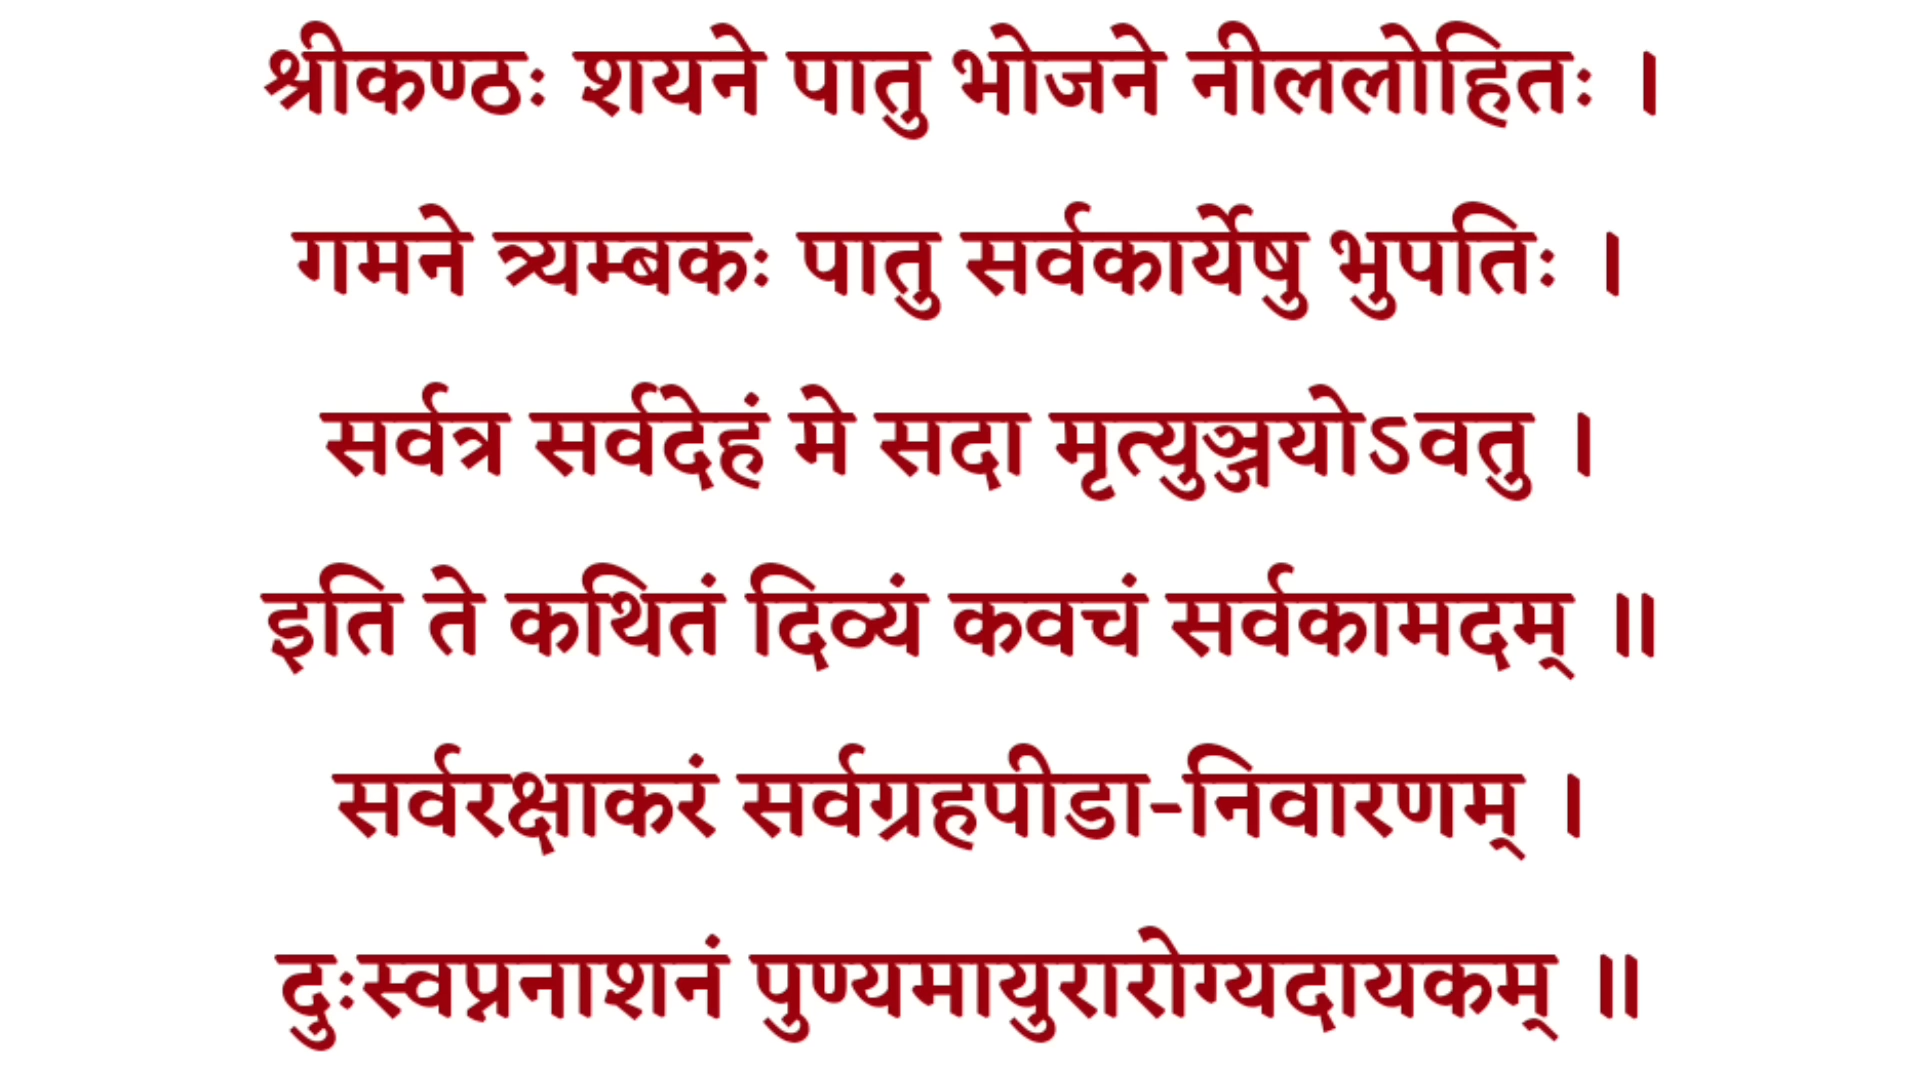 श्रीकण्ठः शयने पातु भोजने नीललोहितः ।
गमने त्र्यम्बकः पातु सर्वकार्येषु भुपतिः ।
सर्वत्र सर्वदेहं मे सदा मृत्युञ्जयोऽवतु ।
इति ते कथितं दिव्यं कवचं सर्वकामदम् ॥
सर्वरक्षाकरं सर्वग्रहपीडा-निवारणम् ।
दुःस्वप्ननाशनं पुण्यमायुरारोग्यदायकम् ॥